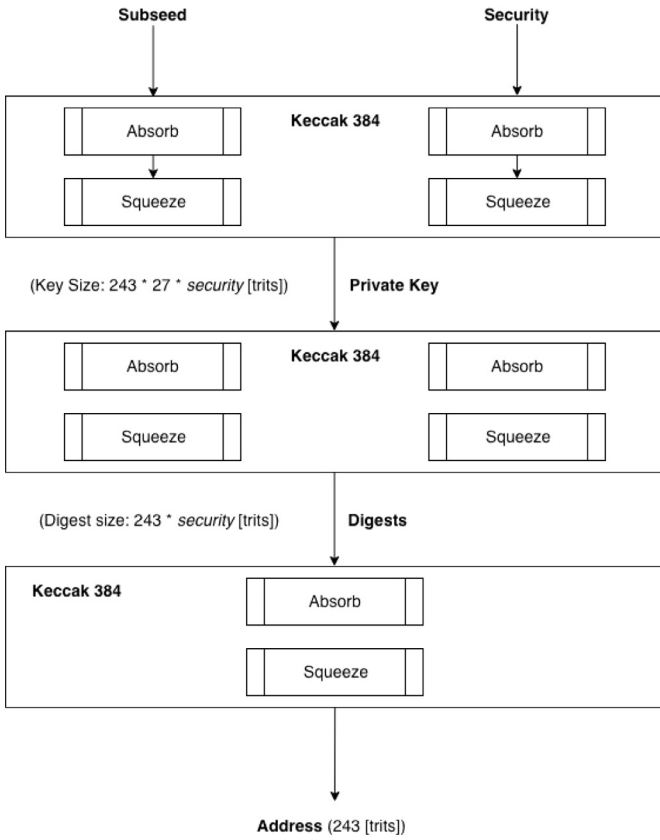 Subseed Security
Keccak 384
Absorb Absorb
Squeeze Squeeze
(Key Size: 243 * 27 * security [trits]) Private Key
Keccak 384
Absorb Absorb
Squeeze Squeeze
(Digest size: 243 * security [trits]) Digests
Keccak 384
Absorb
Squeeze
Address (243 [trits])